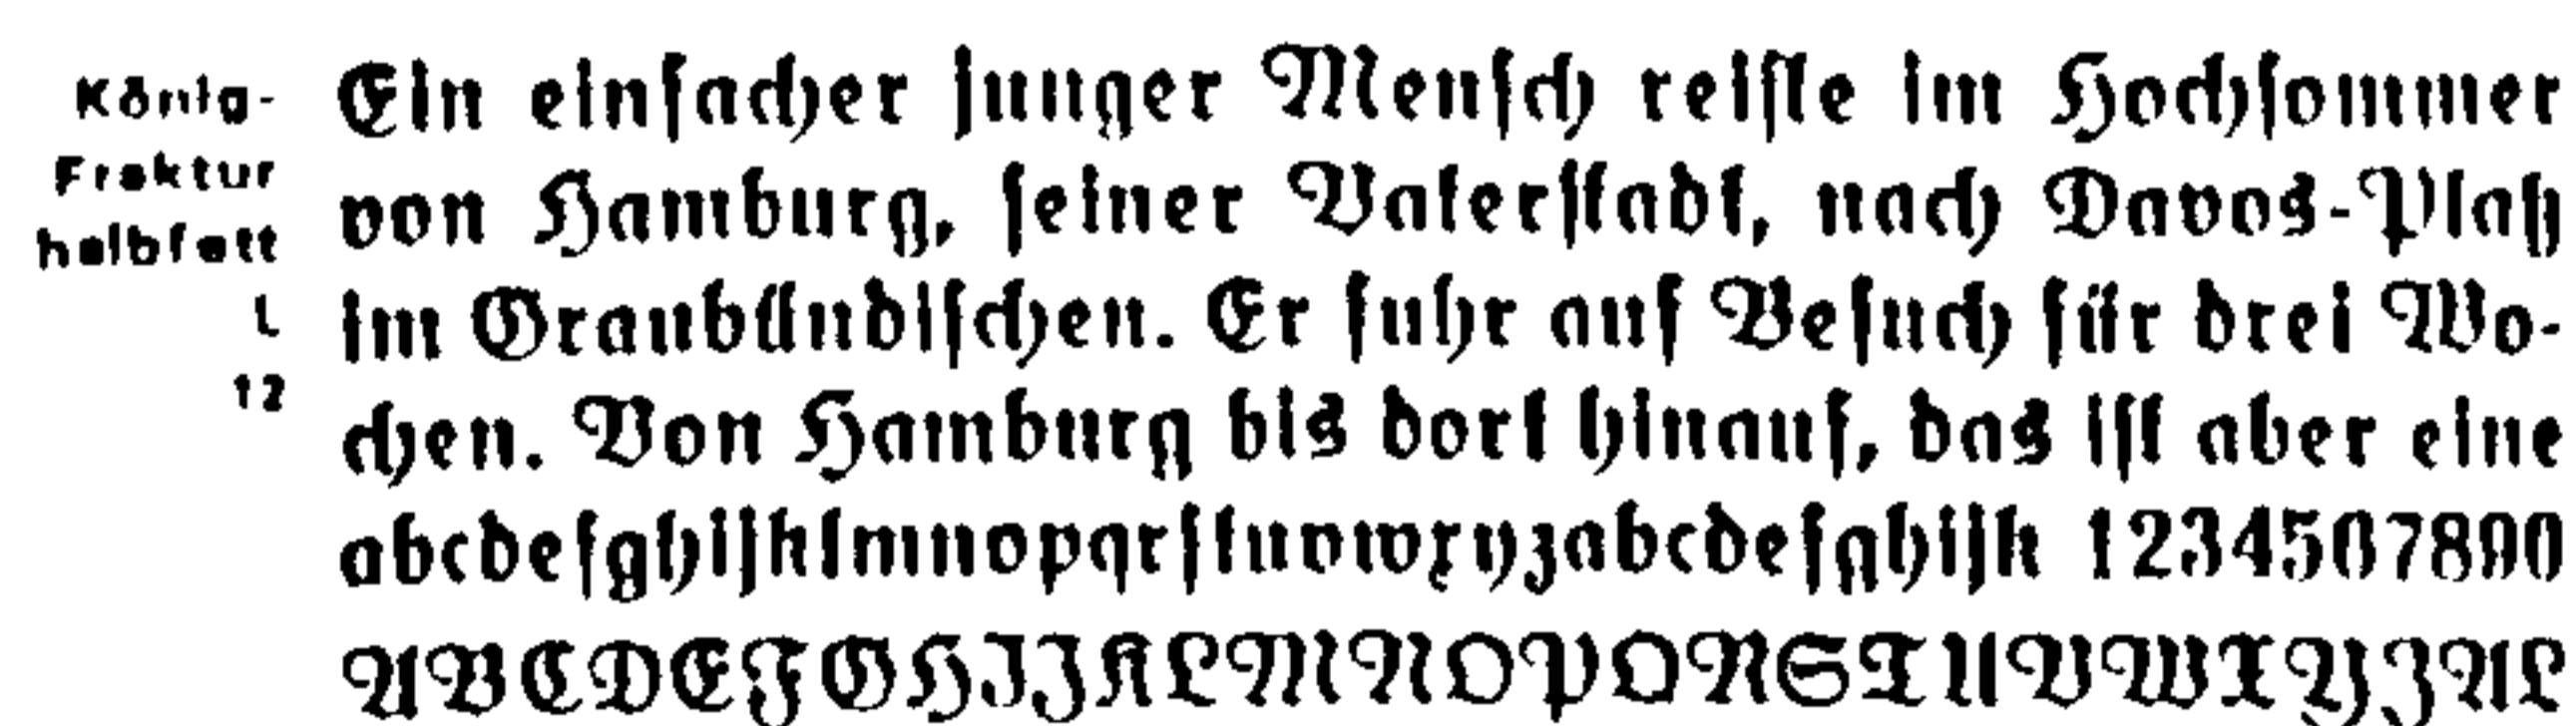 König-
Fraktur
halbfett
L
12
Ein einfacher junger Mensch reiste im Hochsommer
von Hamburg, seiner Vaterstadt, nach Davos-Platz
im Graubündischen. Er fuhr auf Besuch für drei Wo-
chen. Von Hamburg bis dort hinauf, das ist aber eine
abcdefghijklmnopqrstuvwxyzabcdefghijk 1234567890
ABCDEFGHIJKLMNOPQRSTUVWXYZAL